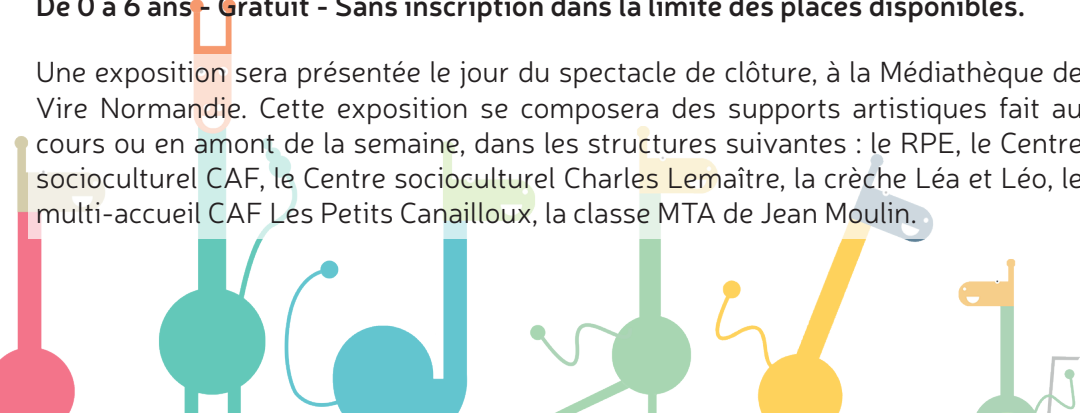 De 0 à 6 ans - Gratuit - Sans inscription dans la limite des places disponibles.
Une exposition sera présentée le jour du spectacle de clôture, à la Médiathèque de
Vire Normandie. Cette exposition se composera des supports artistiques fait au
cours ou en amont de la semaine, dans les structures suivantes : le RPE, le Centre
socioculturel CAF, le Centre socioculturel Charles Lemaître, la crèche Léa et Léo, le
multi-accueil CAF Les Petits Canailloux, la classe MTA de Jean Moulin.